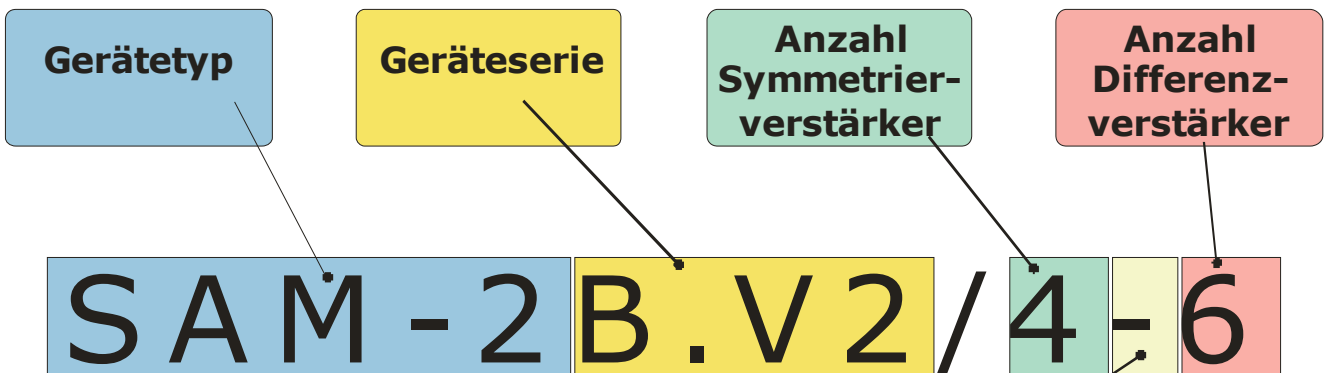 Gerätetyp
Geräteserie
Anzahl
Symmetrier-
verstärker
Anzahl
Differenz-
verstärker
SAM-2B.V2/4-6